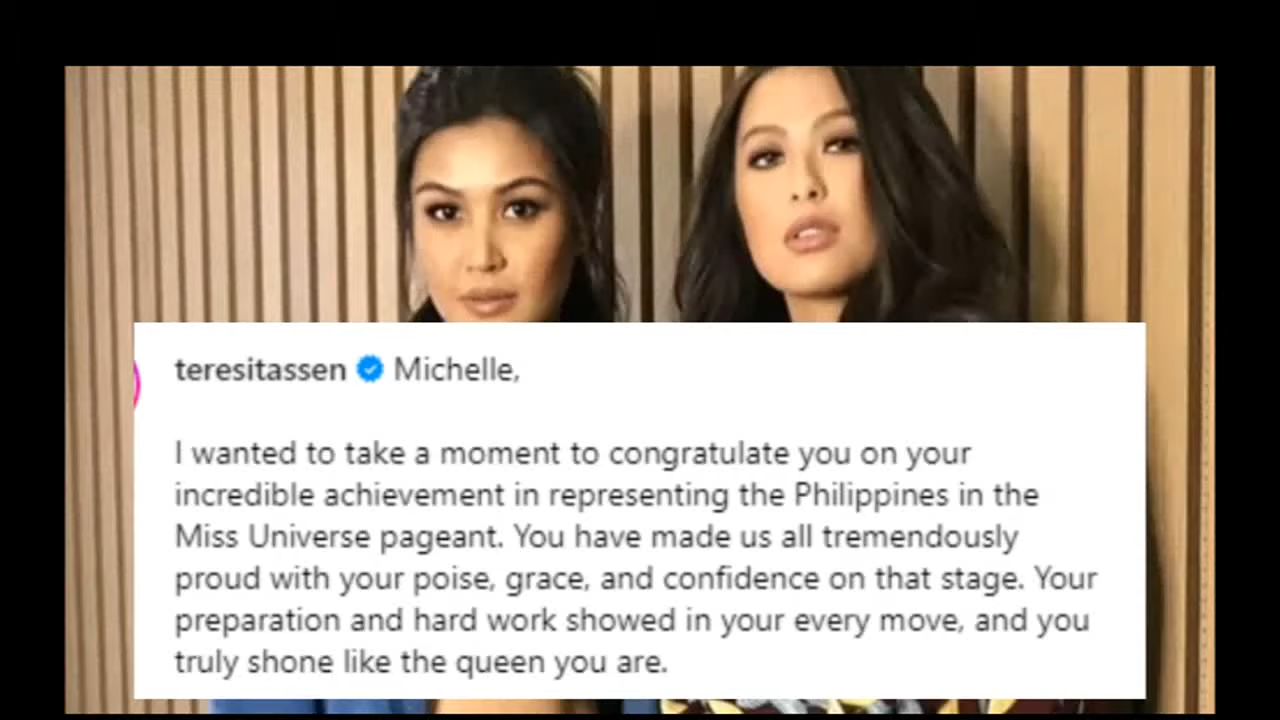 teresitassen Michelle,
I wanted to take a moment to congratulate you on your
incredible achievement in representing the Philippines in the
Miss Universe pageant. You have made us all tremendously
proud with your poise, grace, and confidence on that stage. Your
preparation and hard work showed in your every move, and you
truly shone like the queen you are.